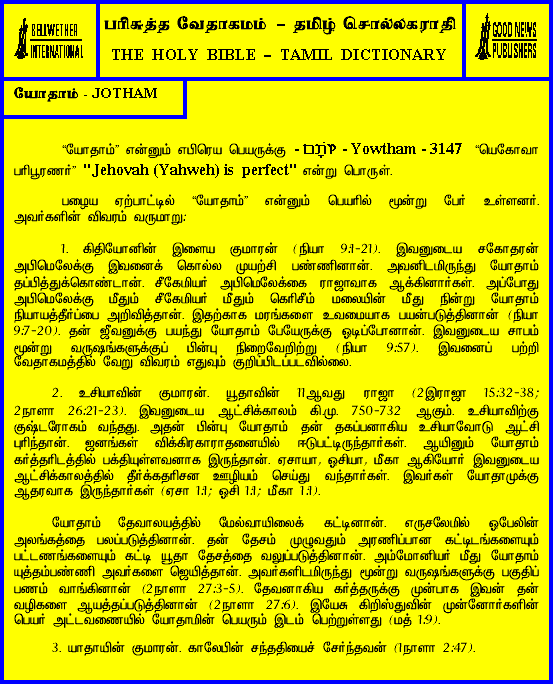 BELLWETHER
INTERNATIONAL
பரிசுத்த வேதாகமம் – தமிழ் சொல்லகராதி
THE HOLY BIBLE – TAMIL DICTIONARY
GOOD NEWS
PUBLISHERS
யோதாம் - JOTHAM
“யோதாம்” என்னும் எபிரெய பெயருக்கு - יוֹתָם - Yowtham - 3147 “யெகோவா
பரிபூரணர்” "Jehovah (Yahweh) is perfect" என்று பொருள்.
பழைய ஏற்பாட்டில் “யோதாம்” என்னும் பெயரில் மூன்று பேர் உள்ளனர்.
அவர்களின் விவரம் வருமாறு:
1. கிதியோனின் இளைய குமாரன் (நியா 9:1-21). இவனுடைய சகோதரன்
அபிமெலேக்கு இவனைக் கொல்ல முயற்சி பண்ணினான். அவனிடமிருந்து யோதாம்
தப்பித்துக்கொண்டான். சீகேமியர் அபிமெலேக்கை ராஜாவாக ஆக்கினார்கள். அப்போது
அபிமெலேக்கு மீதும் சீகேமியர் மீதும் கெரிசீம் மலையின் மீது நின்று யோதாம்
நியாயத்தீர்ப்பை அறிவித்தான். இதற்காக மரங்களை உவமையாக பயன்படுத்தினான் (நியா
9:7-20). தன் ஜீவனுக்கு பயந்து யோதாம் பேயேருக்கு ஓடிப்போனான். இவனுடைய சாபம்
மூன்று வருஷங்களுக்குப் பின்பு நிறைவேறிற்று (நியா 9:57). இவனைப் பற்றி
வேதாகமத்தில் வேறு விவரம் எதுவும் குறிப்பிடப்படவில்லை.
2. உசியாவின் குமாரன். யூதாவின் 11ஆவது ராஜா (2இராஜா 15:32-38;
2நாளா 26:21-23). இவனுடைய ஆட்சிக்காலம் கி.மு. 750-732 ஆகும். உசியாவிற்கு
குஷ்டரோகம் வந்தது. அதன் பின்பு யோதாம் தன் தகப்பனாகிய உசியாவோடு ஆட்சி
புரிந்தான். ஜனங்கள் விக்கிரகாராதனையில் ஈடுபட்டிருந்தார்கள். ஆயினும் யோதாம்
கர்த்தரிடத்தில் பக்தியுள்ளவனாக இருந்தான். ஏசாயா, ஓசியா, மீகா ஆகியோர் இவனுடைய
ஆட்சிக்காலத்தில் தீர்க்கதரிசன ஊழியம் செய்து வந்தார்கள். இவர்கள் யோதாமுக்கு
ஆதரவாக இருந்தார்கள் (ஏசா 1:1; ஓசி 1:1; மீகா 1:1).
யோதாம் தேவாலயத்தில் மேல்வாயிலைக் கட்டினான். எருசலேமில் ஓபேலின்
அலங்கத்தை பலப்படுத்தினான். தன் தேசம் முழுவதும் அரணிப்பான கட்டிடங்களையும்
பட்டணங்களையும் கட்டி யூதா தேசத்தை வலுப்படுத்தினான். அம்மோனியர் மீது யோதாம்
யுத்தம்பண்ணி அவர்களை ஜெயித்தான். அவர்களிடமிருந்து மூன்று வருஷங்களுக்கு பகுதிப்
பணம் வாங்கினான் (2நாளா 27:3-5). தேவனாகிய கர்த்தருக்கு முன்பாக இவன் தன்
வழிகளை ஆயத்தப்படுத்தினான் (2நாளா 27:6). இயேசு கிறிஸ்துவின் முன்னோர்களின்
பெயர் அட்டவணையில் யோதாமின் பெயரும் இடம் பெற்றுள்ளது (மத் 1:9).
3. யாதாயின் குமாரன். காலேபின் சந்ததியைச் சேர்ந்தவன் (1நாளா 2:47).